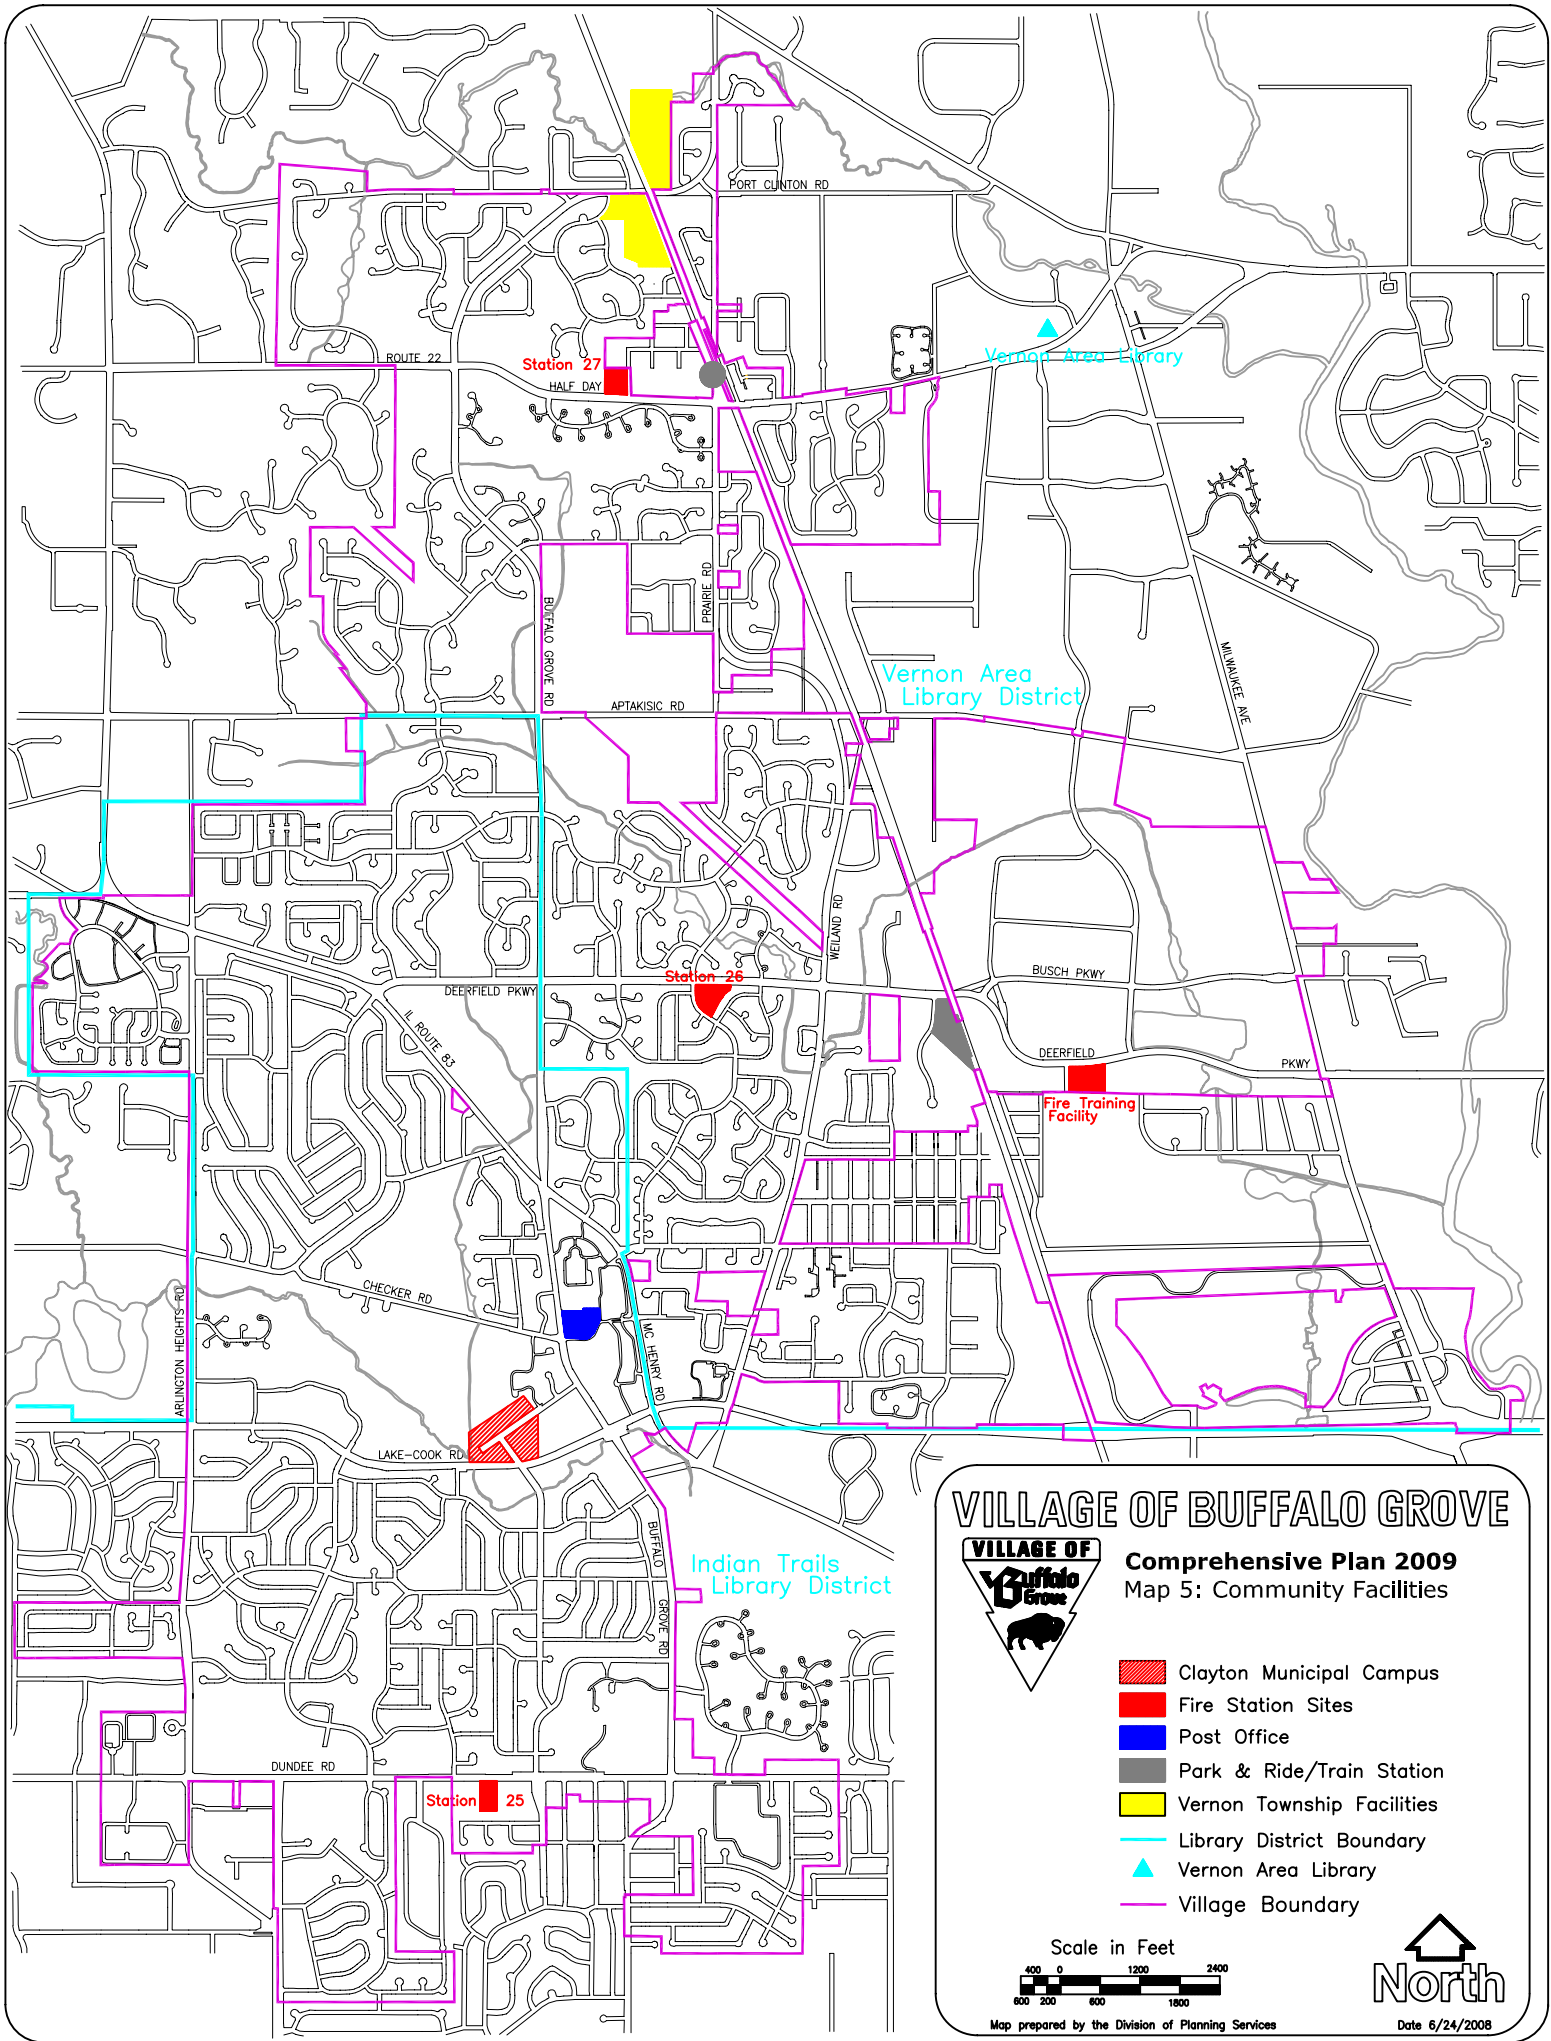 PORT CLINTON RD
ROUTE 22
Station 27
HALF DAY
Vernon Area Library
PRAIRIE RD
BUFFALO GROVE RD
MILWAUKEE AVE
Vernon Area
Library District
APTAKISIC RD
WEILAND RD
Station 26
BUSCH PKWY
DEERFIELD PKWY
IL ROUTE 83
DEERFIELD
PKWY
Fire Training
Facility
CHECKER RD
ARLINGTON HEIGHTS RD
MC HENRY RD
LAKE-COOK RD
BUFFALO
GROVE RD
Indian Trails
Library District
DUNDEE RD
Station 25
VILLAGE OF BUFFALO GROVE
VILLAGE OF
Buffalo
Grove
Comprehensive Plan 2009
Map 5: Community Facilities
Clayton Municipal Campus
Fire Station Sites
Post Office
Park & Ride/Train Station
Vernon Township Facilities
Library District Boundary
Vernon Area Library
Village Boundary
Scale in Feet
400 0 1200 2400
600 200 600 1800
North
Map prepared by the Division of Planning Services
Date 6/24/2008